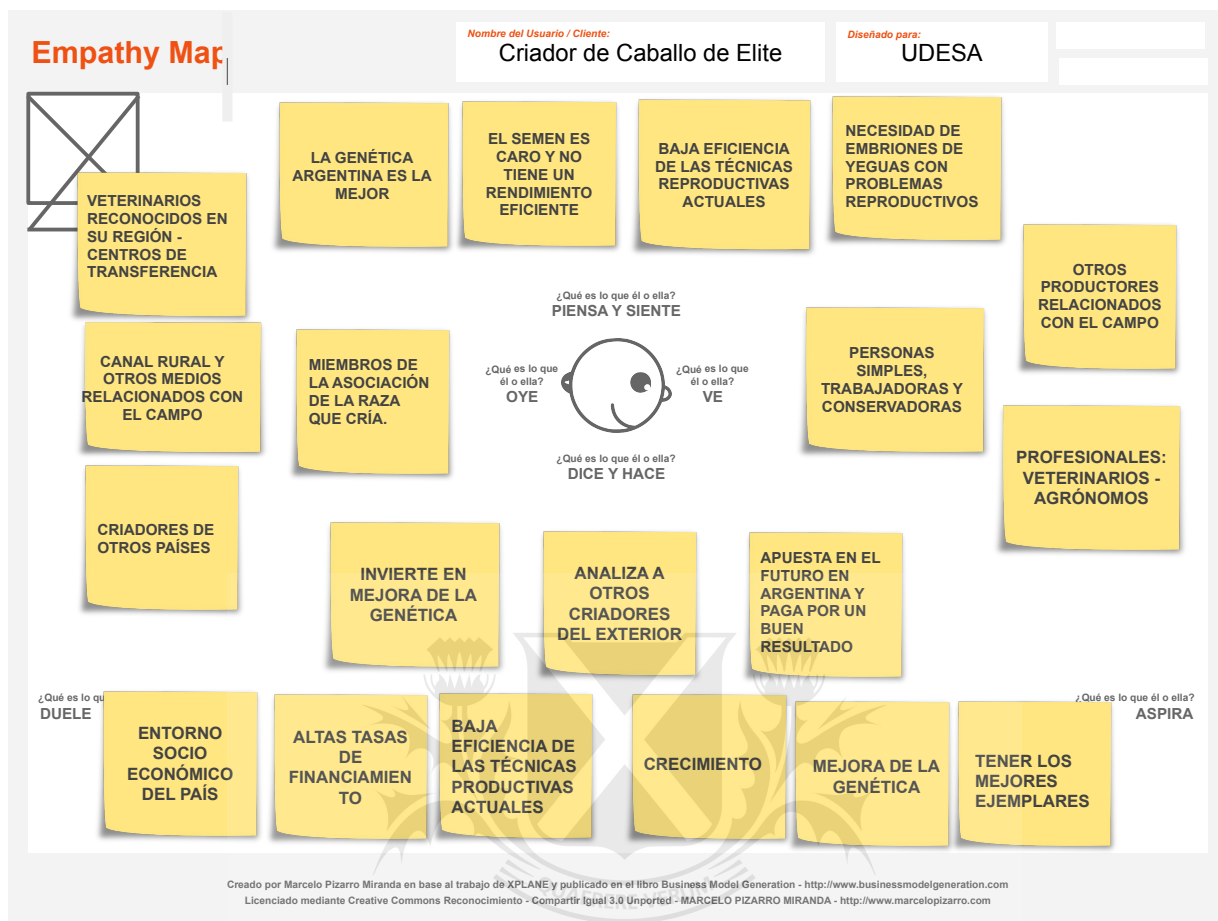 Empathy Map
Nombre del Usuario / Cliente:
Criador de Caballo de Elite
Diseñado para:
UDESA
VETERINARIOS
RECONOCIDOS EN
SU REGIÓN -
CENTROS DE
TRANSFERENCIA
LA GENÉTICA
ARGENTINA ES LA
MEJOR
EL SEMEN ES
CARO Y NO
TIENE UN
RENDIMIENTO
EFICIENTE
BAJA EFICIENCIA
DE LAS TÉCNICAS
REPRODUCTIVAS
ACTUALES
NECESIDAD DE
EMBRIONES DE
YEGUAS CON
PROBLEMAS
REPRODUCTIVOS
OTROS
PRODUCTORES
RELACIONADOS
CON EL CAMPO
¿Qué es lo que él o ella?
PIENSA Y SIENTE
CANAL RURAL Y
OTROS MEDIOS
RELACIONADOS CON
EL CAMPO
MIEMBROS DE
LA ASOCIACIÓN
DE LA RAZA
QUE CRÍA.
¿Qué es lo que
él o ella?
OYE
¿Qué es lo que
él o ella?
VE
PERSONAS
SIMPLES,
TRABAJADORAS Y
CONSERVADORAS
PROFESIONALES:
VETERINARIOS -
AGRÓNOMOS
¿Qué es lo que él o ella?
DICE Y HACE
CRIADORES DE
OTROS PAÍSES
INVIERTE EN
MEJORA DE LA
GENÉTICA
ANALIZA A
OTROS
CRIADORES
DEL EXTERIOR
APUESTA EN EL
FUTURO EN
ARGENTINA Y
PAGA POR UN
BUEN
RESULTADO
¿Qué es lo qu
DUELE
ENTORNO
SOCIO
ECONÓMICO
DEL PAÍS
ALTAS TASAS
DE
FINANCIAMIEN
TO
BAJA
EFICIENCIA DE
LAS TÉCNICAS
PRODUCTIVAS
ACTUALES
CRECIMIENTO
MEJORA DE LA
GENÉTICA
TENER LOS
MEJORES
EJEMPLARES
¿Qué es lo que él o ella?
ASPIRA
Creado por Marcelo Pizarro Miranda en base al trabajo de XPLANE y publicado en el libro Business Model Generation - http://www.businessmodelgeneration.com
Licenciado mediante Creative Commons Reconocimiento - Compartir Igual 3.0 Unported - MARCELO PIZARRO MIRANDA - http://www.marcelopizarro.com